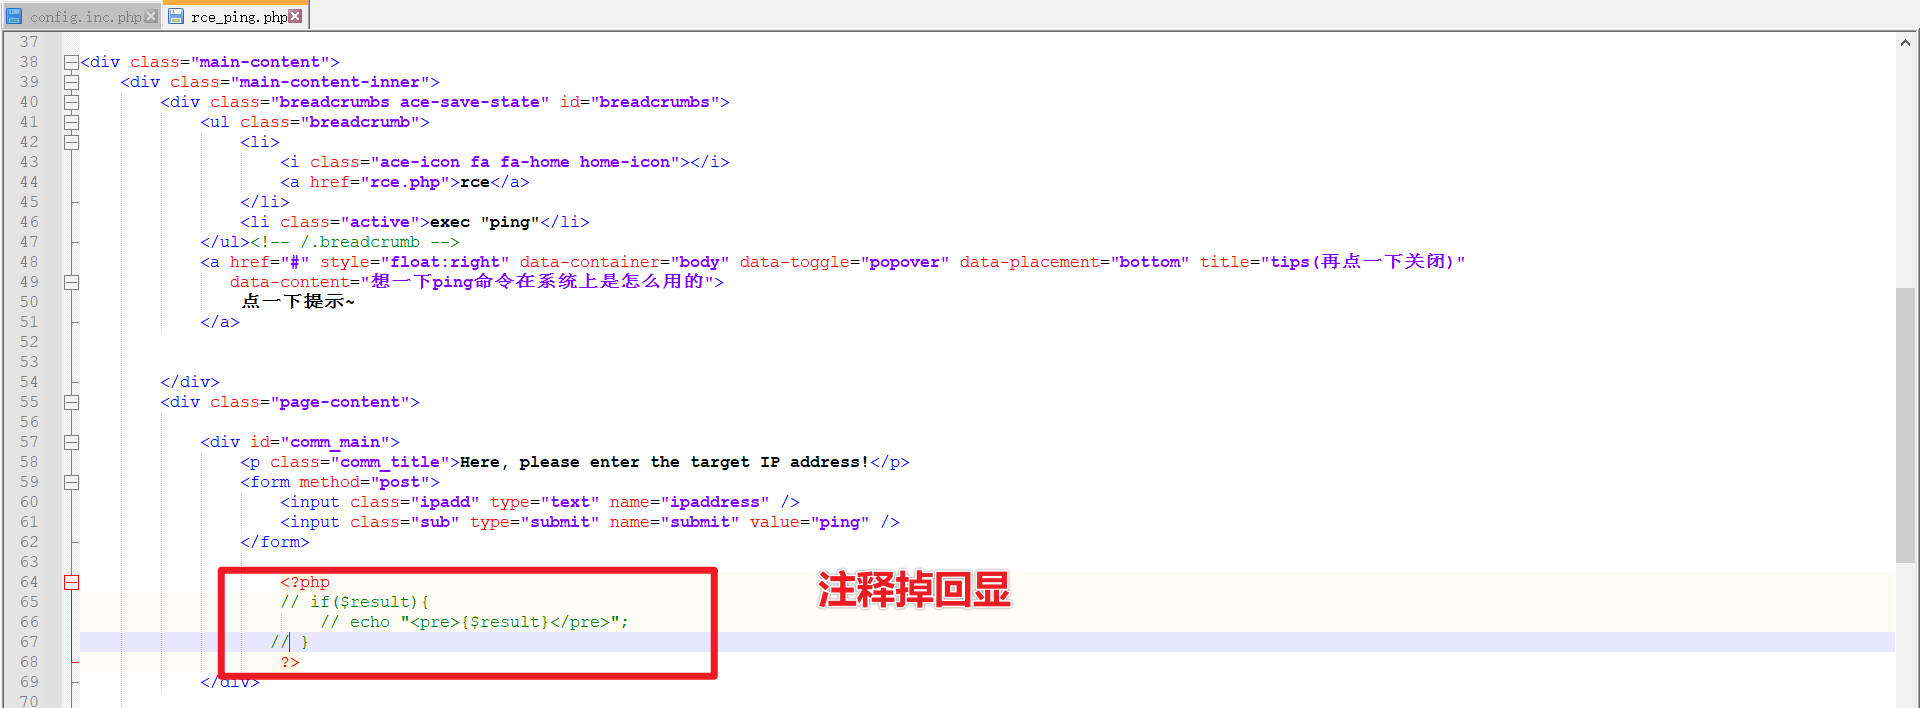 config.inc.php rce_ping.php
37
38 <div class="main-content">
39 <div class="main-content-inner">
40 <div class="breadcrumbs ace-save-state" id="breadcrumbs">
41 <ul class="breadcrumb">
42 <li>
43 <i class="ace-icon fa fa-home home-icon"></i>
44 <a href="rce.php">rce</a>
45 </li>
46 <li class="active">exec "ping"</li>
47 </ul><!-- /.breadcrumb -->
48 <a href="#" style="float:right" data-container="body" data-toggle="popover" data-placement="bottom" title="tips(再点一下关闭)"
49 data-content="想一下ping命令在系统上是怎么用的">
50 点一下提示~
51 </a>
52
53
54 </div>
55 <div class="page-content">
56
57 <div id="comm_main">
58 <p class="comm_title">Here, please enter the target IP address!</p>
59 <form method="post">
60 <input class="ipadd" type="text" name="ipaddress" />
61 <input class="sub" type="submit" name="submit" value="ping" />
62 </form>
63
64 <?php
65 // if($result){
66 // echo "<pre>{$result}</pre>";
67 // }
68 ?>
69 </div>
70
注释掉回显